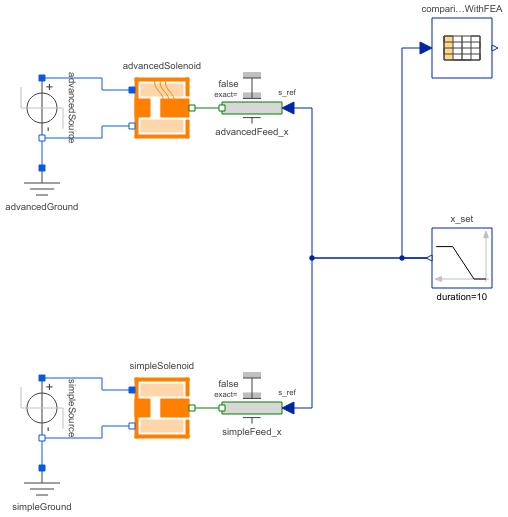 compari...WithFEA
advancedSolenoid
false
exact=
s_ref
advancedSource
+
-
advancedFeed_x
advancedGround
x_set
duration=10
simpleSolenoid
false
exact=
s_ref
simpleSource
+
-
simpleFeed_x
simpleGround